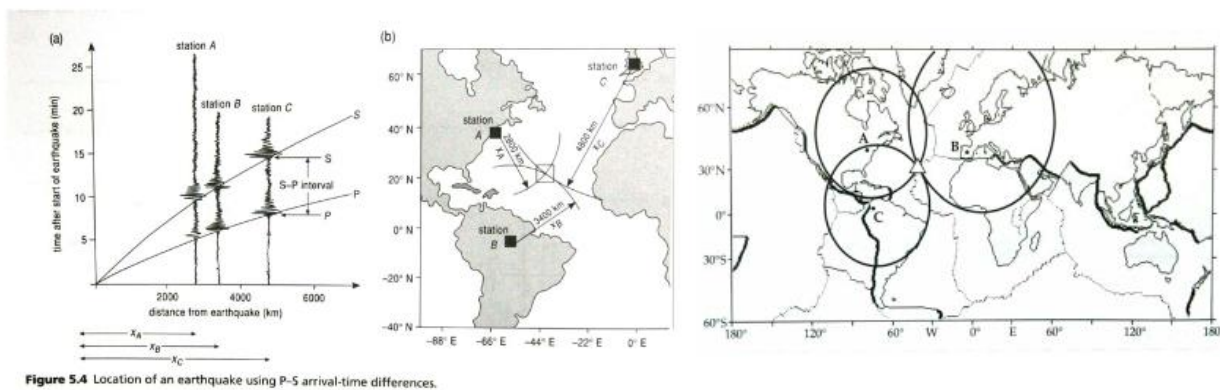 (a)
station A
station B
station C
time after start of earthquake (min)
25
20
15
10
5
S
S
S–P interval
P
P
2000
4000
6000
distance from earthquake (km)
xA
xB
xC
(b)
60° N
40° N
20° N
0° N
−20° N
−40° N
station
C
station
A
2800 km
xA
4800 km
xC
3400 km
xB
station
B
−88° E
−66° E
−44° E
−22° E
0° E
Figure 5.4 Location of an earthquake using P–S arrival-time differences.
60°N
30°N
0°
30°S
60°S
A
B
C
180°
120°
60°
W
0°
E
60°
120°
180°